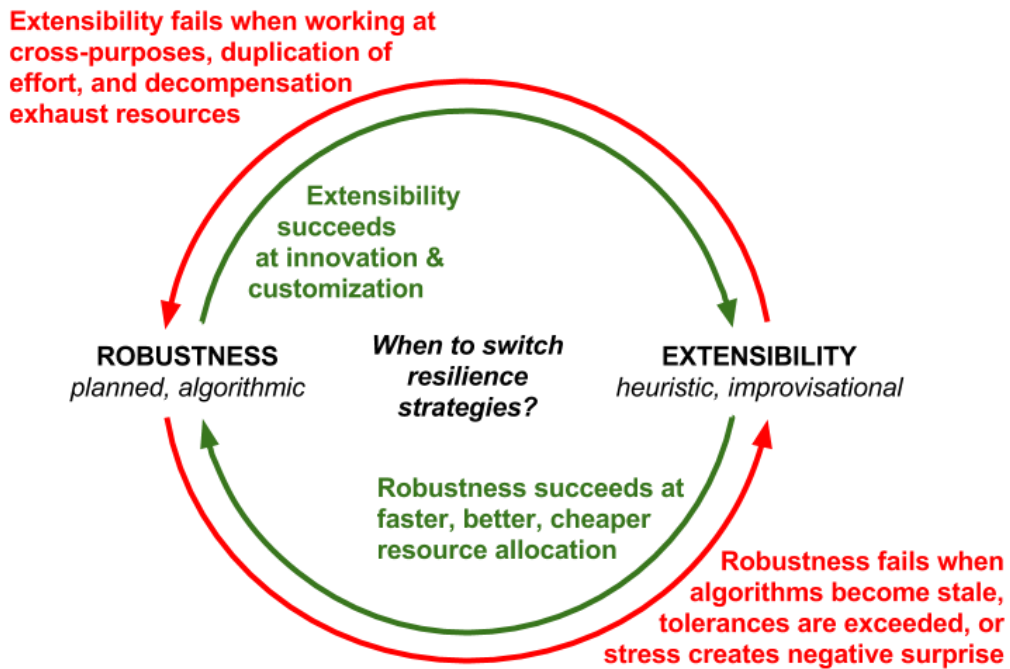 Extensibility fails when working at
cross-purposes, duplication of
effort, and decompensation
exhaust resources
Extensibility
succeeds
at innovation &
customization
ROBUSTNESS
planned, algorithmic
When to switch
resilience
strategies?
EXTENSIBILITY
heuristic, improvisational
Robustness succeeds at
faster, better, cheaper
resource allocation
Robustness fails when
algorithms become stale,
tolerances are exceeded, or
stress creates negative surprise